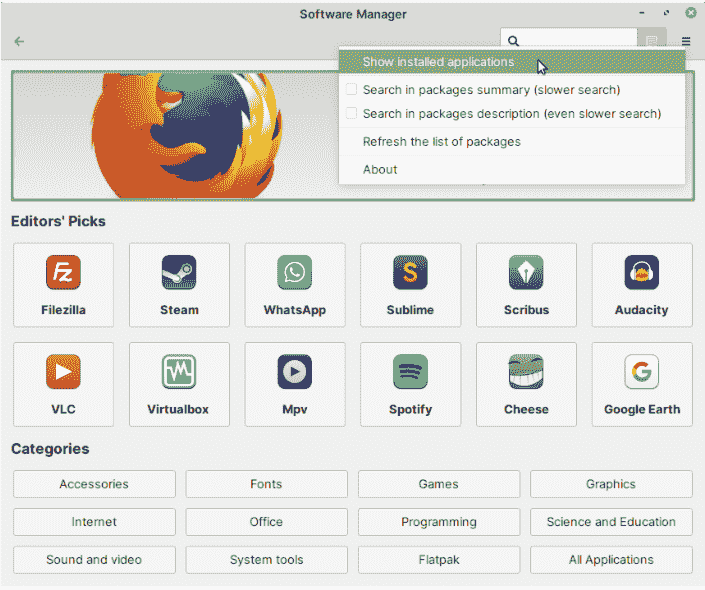 Software Manager
Show installed applications
Search in packages summary (slower search)
Search in packages description (even slower search)
Refresh the list of packages
About
Editors' Picks
Fz
S
Filezilla Steam WhatsApp Sublime Scribus Audacity
G
VLC Virtualbox Mpv Spotify Cheese Google Earth
Categories
Accessories Fonts Games Graphics
Internet Office Programming Science and Education
Sound and video System tools Flatpak All Applications